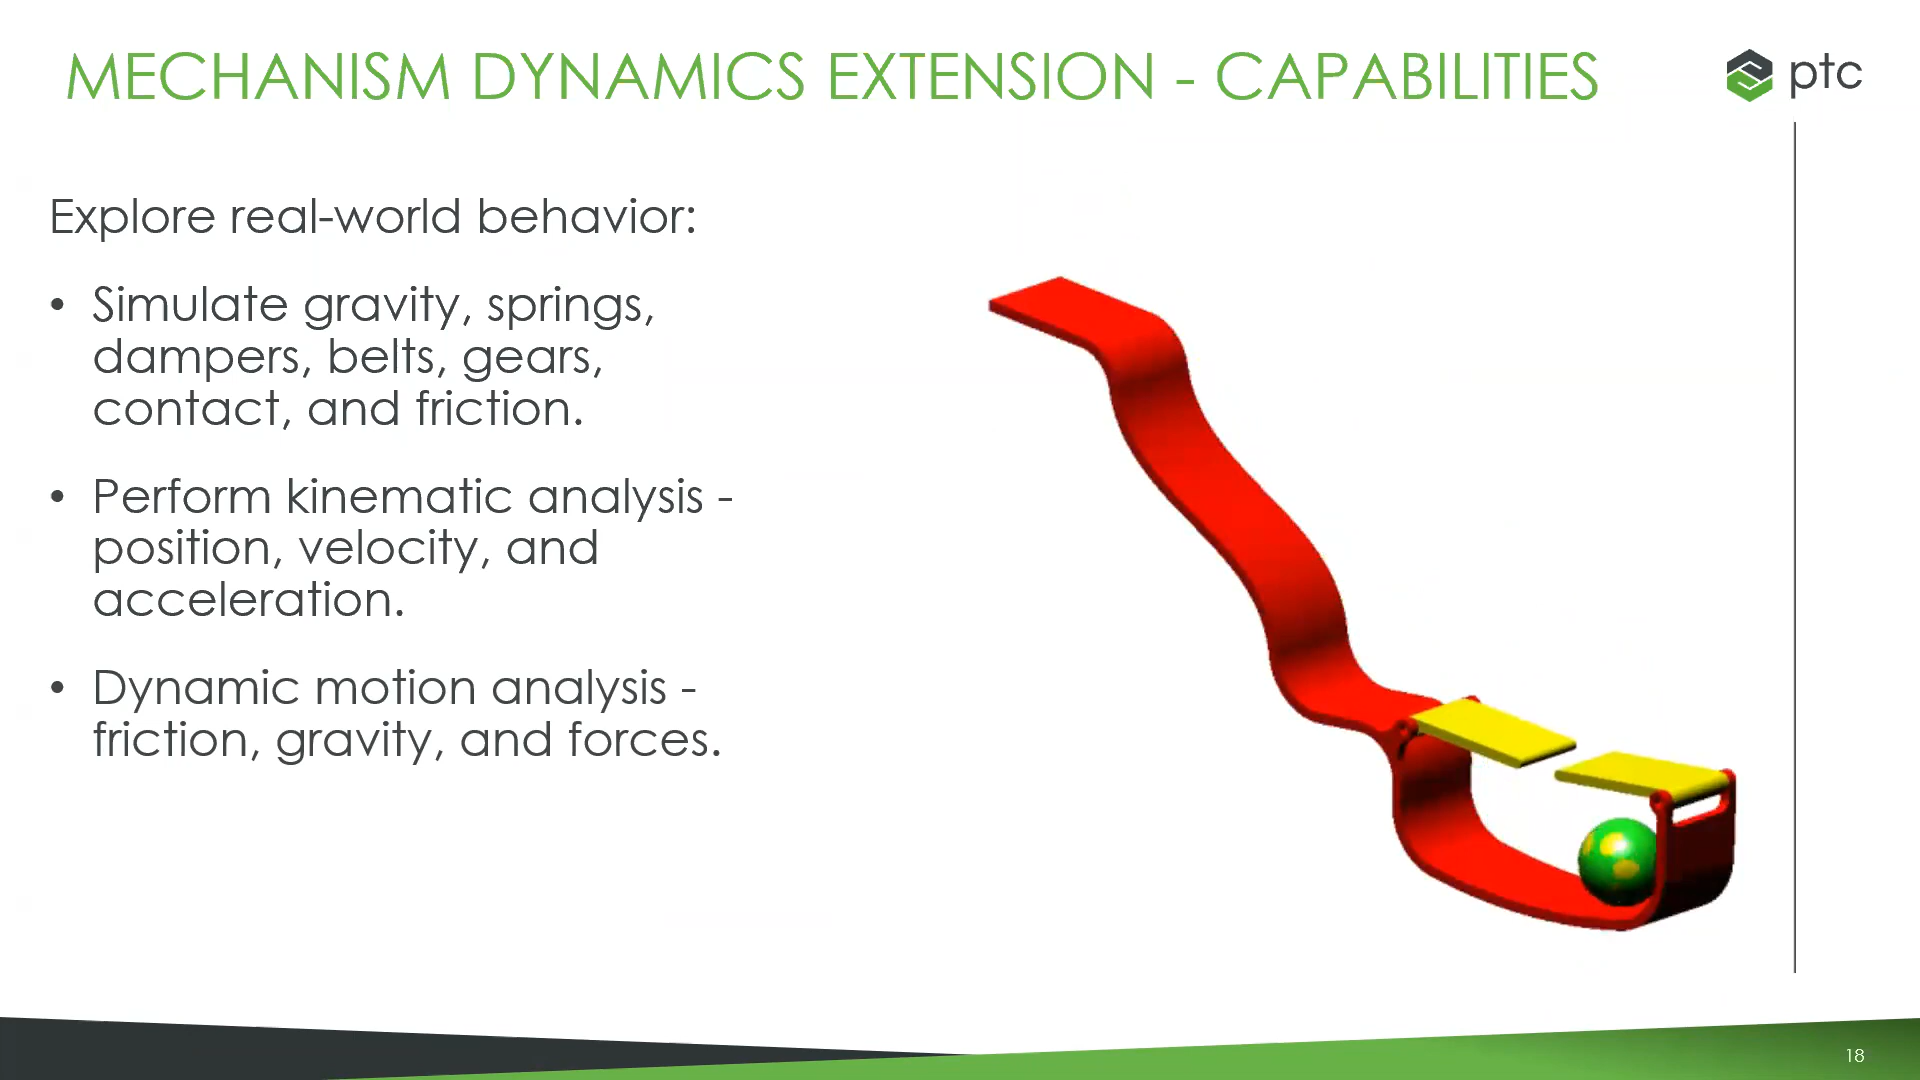 MECHANISM DYNAMICS EXTENSION - CAPABILITIES
ptc
Explore real-world behavior:
• Simulate gravity, springs,
dampers, belts, gears,
contact, and friction.
• Perform kinematic analysis -
position, velocity, and
acceleration.
• Dynamic motion analysis -
friction, gravity, and forces.
18